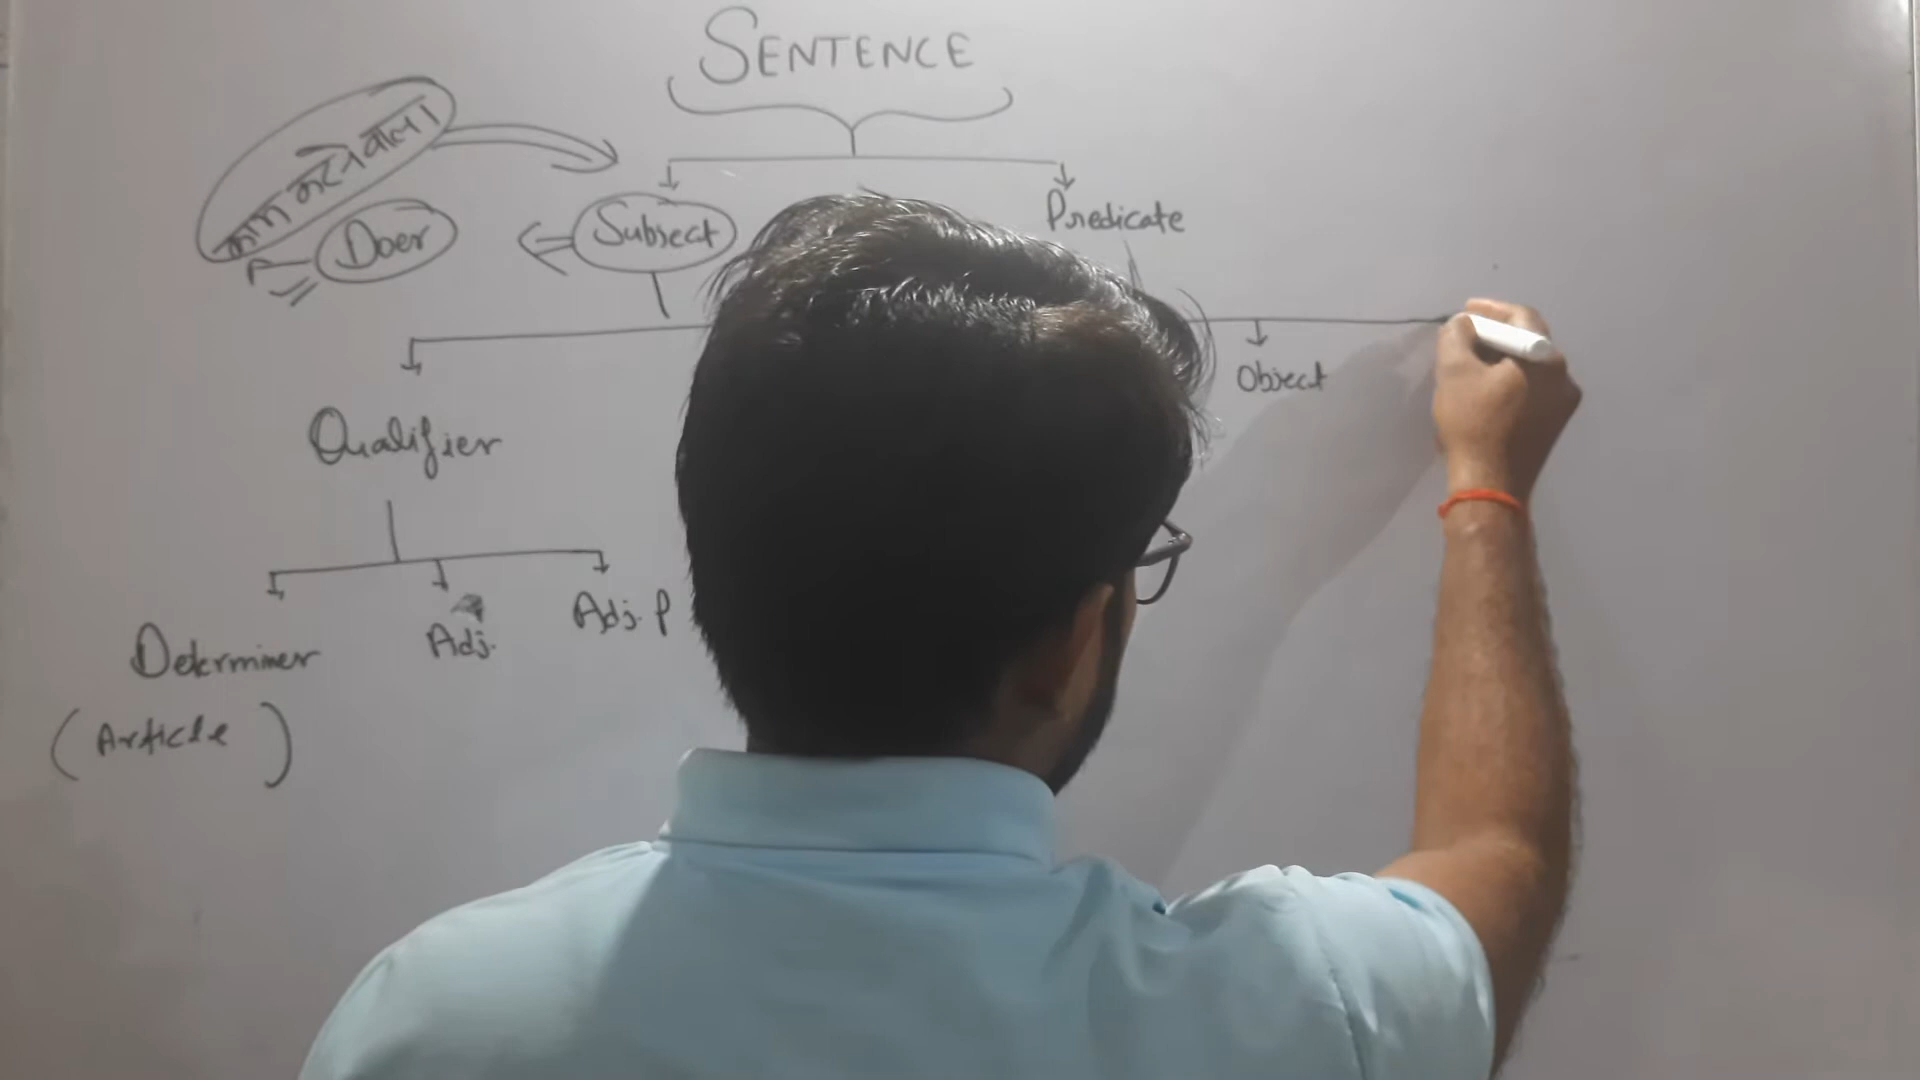 SENTENCE
काम करने वाला
Doer
Subject
Predicate
Object
Qualifier
Determiner
Adj.
Adj. P
(Article)